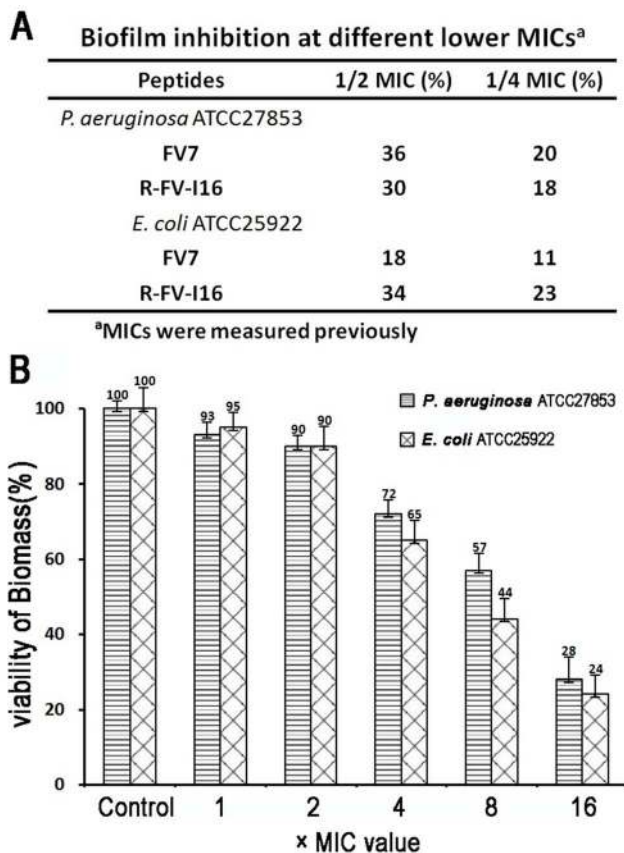 A
Biofilm inhibition at different lower MICsᵃ
Peptides 1/2 MIC (%) 1/4 MIC (%)
P. aeruginosa ATCC27853
FV7 36 20
R-FV-I16 30 18
E. coli ATCC25922
FV7 18 11
R-FV-I16 34 23
ᵃMICs were measured previously
B
P. aeruginosa ATCC27853
E. coli ATCC25922
viability of Biomass(%)
100
80
60
40
20
0
100 100
93 95
90 90
72 65
57 44
28 24
Control 1 2 4 8 16
× MIC value